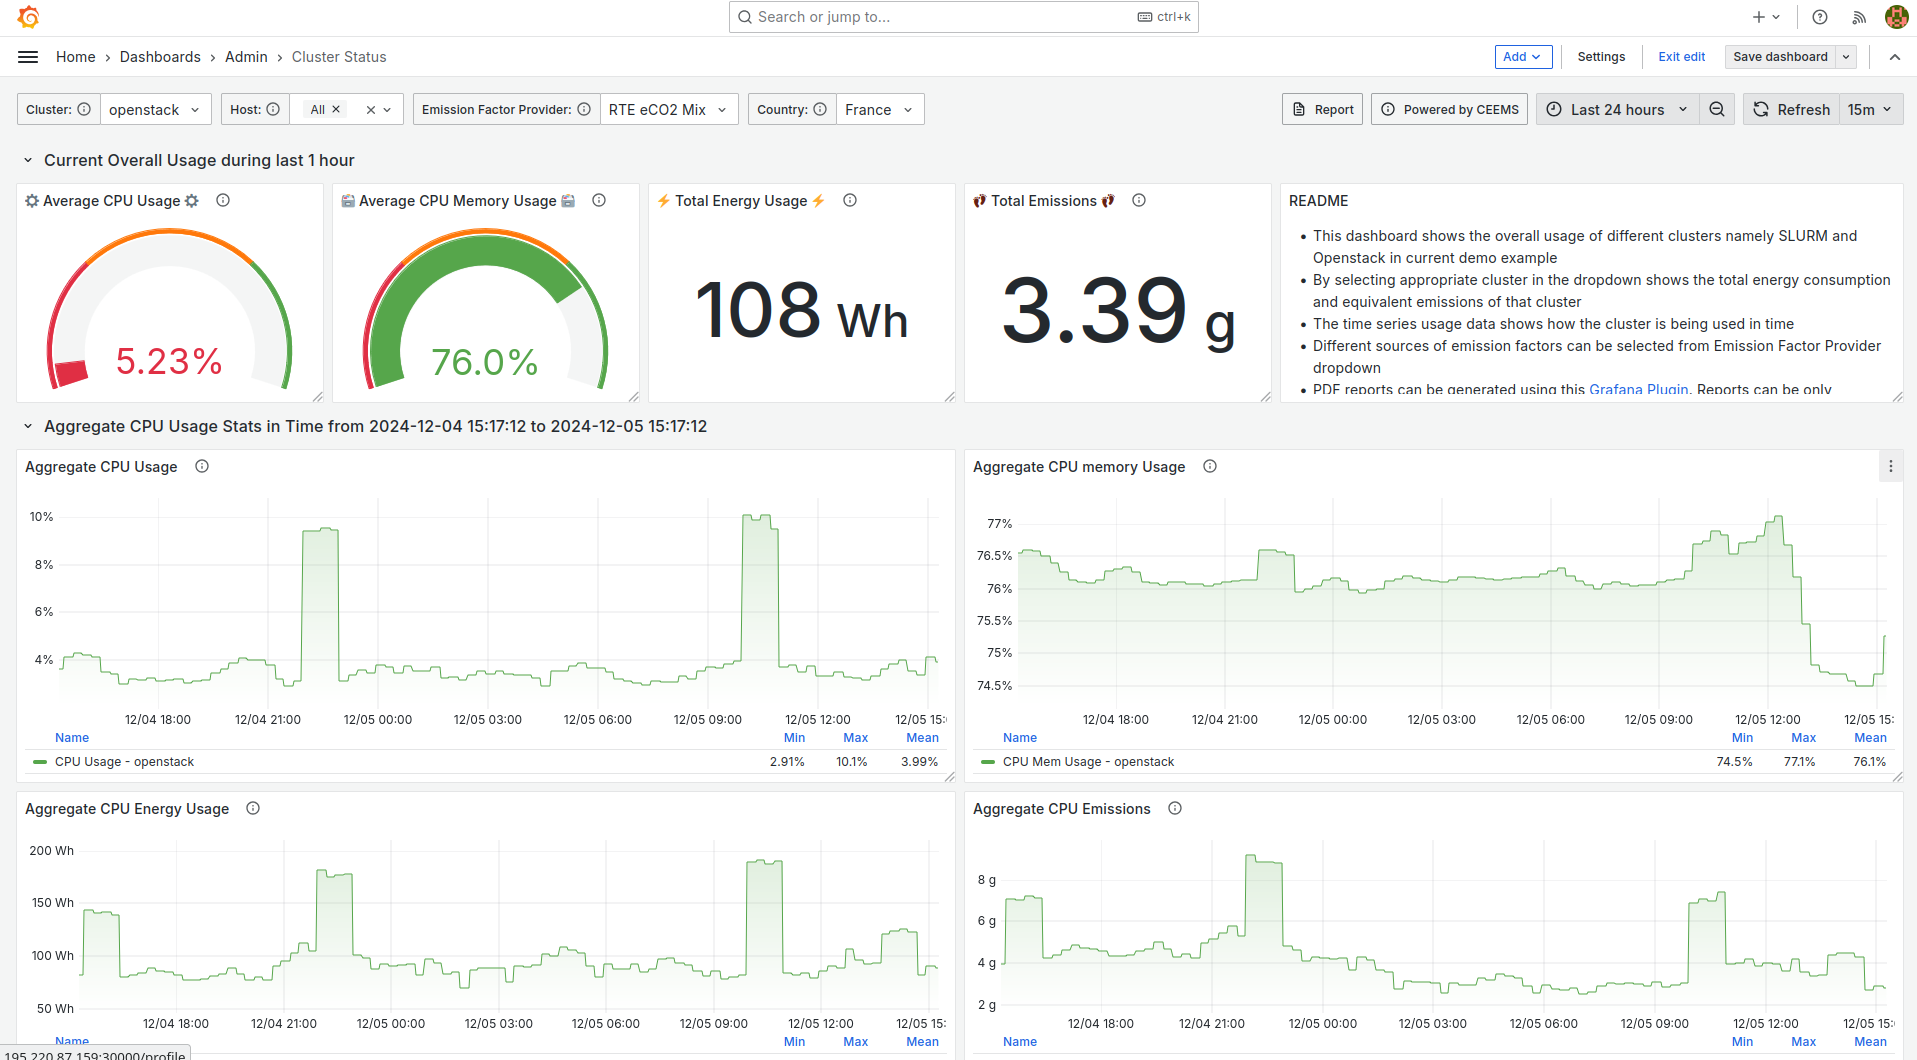 Search or jump to...
ctrl+k
Home › Dashboards › Admin › Cluster Status
Add
Settings
Exit edit
Save dashboard
Cluster:
openstack
Host:
All
Emission Factor Provider:
RTE eCO2 Mix
Country:
France
Report
Powered by CEEMS
Last 24 hours
Refresh
15m
Current Overall Usage during last 1 hour
Average CPU Usage
5.23%
Average CPU Memory Usage
76.0%
Total Energy Usage
108 Wh
Total Emissions
3.39 g
README
• This dashboard shows the overall usage of different clusters namely SLURM and
Openstack in current demo example
• By selecting appropriate cluster in the dropdown shows the total energy consumption
and equivalent emissions of that cluster
• The time series usage data shows how the cluster is being used in time
• Different sources of emission factors can be selected from Emission Factor Provider
dropdown
• PDF reports can be generated using this Grafana Plugin. Reports can be only
Aggregate CPU Usage Stats in Time from 2024-12-04 15:17:12 to 2024-12-05 15:17:12
Aggregate CPU Usage
10%
8%
6%
4%
12/04 18:00 12/04 21:00 12/05 00:00 12/05 03:00 12/05 06:00 12/05 09:00 12/05 12:00 12/05 15:
Name Min Max Mean
CPU Usage - openstack 2.91% 10.1% 3.99%
Aggregate CPU memory Usage
77%
76.5%
76%
75.5%
75%
74.5%
12/04 18:00 12/04 21:00 12/05 00:00 12/05 03:00 12/05 06:00 12/05 09:00 12/05 12:00 12/05 15:
Name Min Max Mean
CPU Mem Usage - openstack 74.5% 77.1% 76.1%
Aggregate CPU Energy Usage
200 Wh
150 Wh
100 Wh
50 Wh
12/04 18:00 12/04 21:00 12/05 00:00 12/05 03:00 12/05 06:00 12/05 09:00 12/05 12:00 12/05 15:
Name Min Max Mean
Aggregate CPU Emissions
8 g
6 g
4 g
2 g
12/04 18:00 12/04 21:00 12/05 00:00 12/05 03:00 12/05 06:00 12/05 09:00 12/05 12:00 12/05 15:
Name Min Max Mean
195.220.87.159:30000/profile